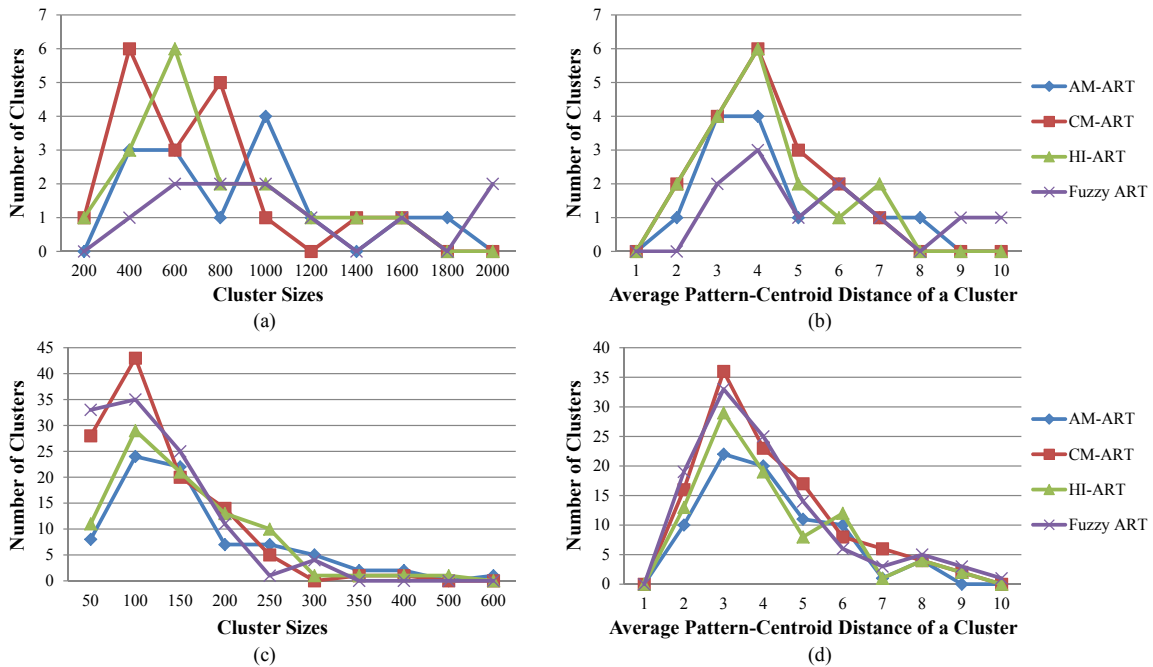 7
6
5
4
3
2
1
0
Number of Clusters
200 400 600 800 1000 1200 1400 1600 1800 2000
Cluster Sizes
(a)
7
6
5
4
3
2
1
0
Number of Clusters
1 2 3 4 5 6 7 8 9 10
Average Pattern-Centroid Distance of a Cluster
(b)
AM-ART
CM-ART
HI-ART
Fuzzy ART
45
40
35
30
25
20
15
10
5
0
Number of Clusters
50 100 150 200 250 300 350 400 500 600
Cluster Sizes
(c)
40
35
30
25
20
15
10
5
0
Number of Clusters
1 2 3 4 5 6 7 8 9 10
Average Pattern-Centroid Distance of a Cluster
(d)
AM-ART
CM-ART
HI-ART
Fuzzy ART